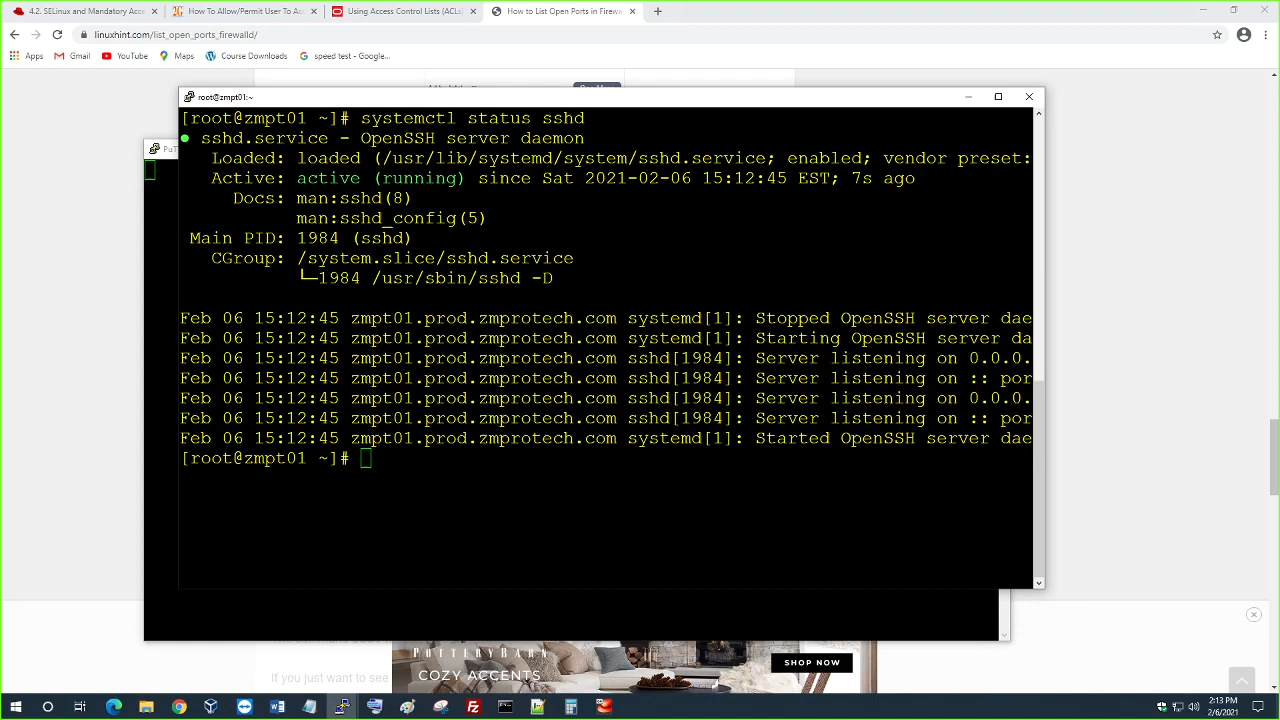 4.2. SELinux and Mandatory Acce
How To Allow/Permit User To Ac
Using Access Control Lists (ACLs)
How to List Open Ports in Firewa
linuxhint.com/list_open_ports_firewalld/
Apps
Gmail
YouTube
Maps
Course Downloads
speed test - Google...
root@zmpt01:~
[root@zmpt01 ~]# systemctl status sshd
● sshd.service - OpenSSH server daemon
Loaded: loaded (/usr/lib/systemd/system/sshd.service; enabled; vendor preset:
Active: active (running) since Sat 2021-02-06 15:12:45 EST; 7s ago
Docs: man:sshd(8)
man:sshd_config(5)
Main PID: 1984 (sshd)
CGroup: /system.slice/sshd.service
└─1984 /usr/sbin/sshd -D
Feb 06 15:12:45 zmpt01.prod.zmprotech.com systemd[1]: Stopped OpenSSH server dae
Feb 06 15:12:45 zmpt01.prod.zmprotech.com systemd[1]: Starting OpenSSH server da
Feb 06 15:12:45 zmpt01.prod.zmprotech.com sshd[1984]: Server listening on 0.0.0.
Feb 06 15:12:45 zmpt01.prod.zmprotech.com sshd[1984]: Server listening on :: por
Feb 06 15:12:45 zmpt01.prod.zmprotech.com sshd[1984]: Server listening on 0.0.0.
Feb 06 15:12:45 zmpt01.prod.zmprotech.com sshd[1984]: Server listening on :: por
Feb 06 15:12:45 zmpt01.prod.zmprotech.com systemd[1]: Started OpenSSH server dae
[root@zmpt01 ~]#
PuT
POTTERY BARN
COZY ACCENTS
SHOP NOW
If you just want to see
2:13 PM
2/6/2021